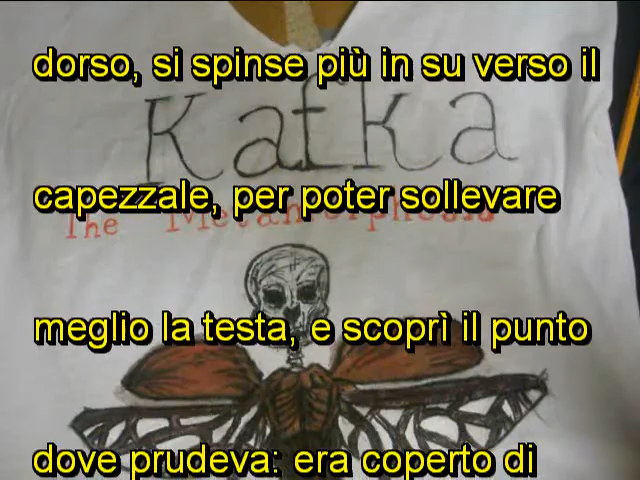 dorso, si spinse più in su verso il
Kafka
capezzale, per poter sollevare
The Metamorphosis
meglio la testa, e scoprì il punto
dove prudeva: era coperto di